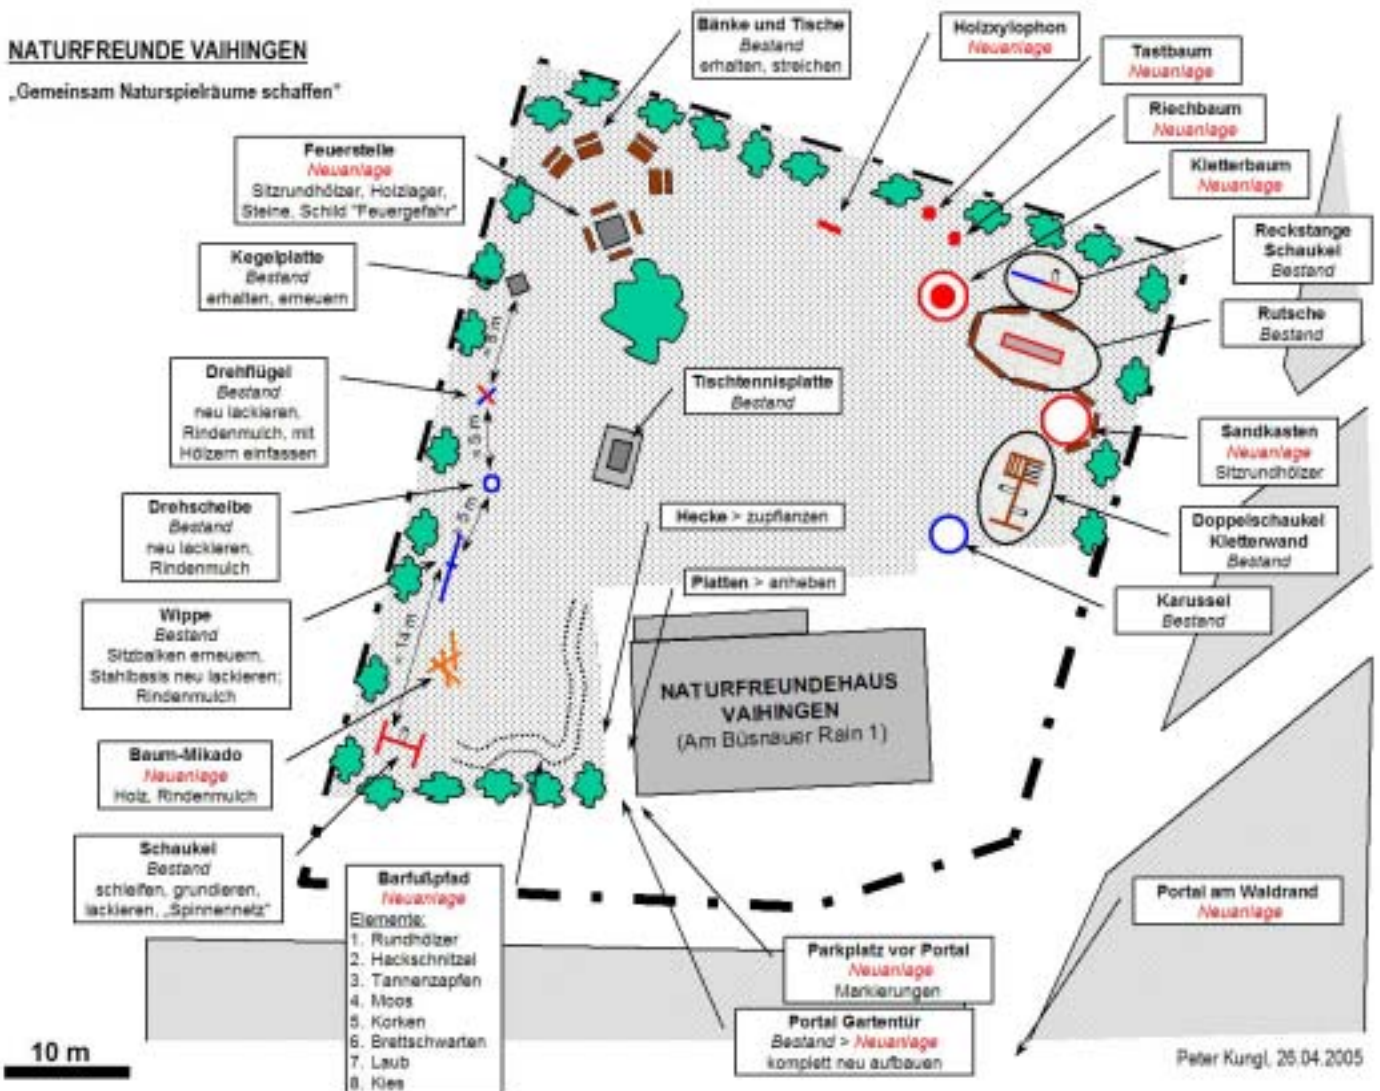 NATURFREUNDE VAIHINGEN
„Gemeinsam Naturspielräume schaffen“
Bänke und Tische
Bestand
erhalten, streichen
Holzxylophon
Neuanlage
Tastbaum
Neuanlage
Riechbaum
Neuanlage
Kletterbaum
Neuanlage
Reckstange
Schaukel
Bestand
Rutsche
Bestand
Feuerstelle
Neuanlage
Sitzrundhölzer, Holzlager,
Steine, Schild "Feuergefahr"
Kegelplatte
Bestand
erhalten, erneuern
Drehflügel
Bestand
neu lackieren,
Rindenmulch, mit
Hölzern einfassen
Tischtennisplatte
Bestand
Sandkasten
Neuanlage
Sitzrundhölzer
Drehscheibe
Bestand
neu lackieren,
Rindenmulch
Hecke > zupflanzen
Doppelschaukel
Kletterwand
Bestand
Platten > anheben
Karussel
Bestand
Wippe
Bestand
Sitzbalken erneuern,
Stahlbasis neu lackieren;
Rindenmulch
5 m
5 m
NATURFREUNDEHAUS
VAIHINGEN
(Am Büsnauer Rain 1)
Baum-Mikado
Neuanlage
Holz, Rindenmulch
Schaukel
Bestand
schleifen, grundieren,
lackieren, „Spinnennetz“
Barfußpfad
Neuanlage
Elemente:
1. Rundhölzer
2. Hackschnitzel
3. Tannenzapfen
4. Moos
5. Korken
6. Brettschwarten
7. Laub
8. Kies
Portal am Waldrand
Neuanlage
Parkplatz vor Portal
Neuanlage
Markierungen
Portal Gartentür
Bestand > Neuanlage
komplett neu aufbauen
10 m
Peter Kungl, 26.04.2005